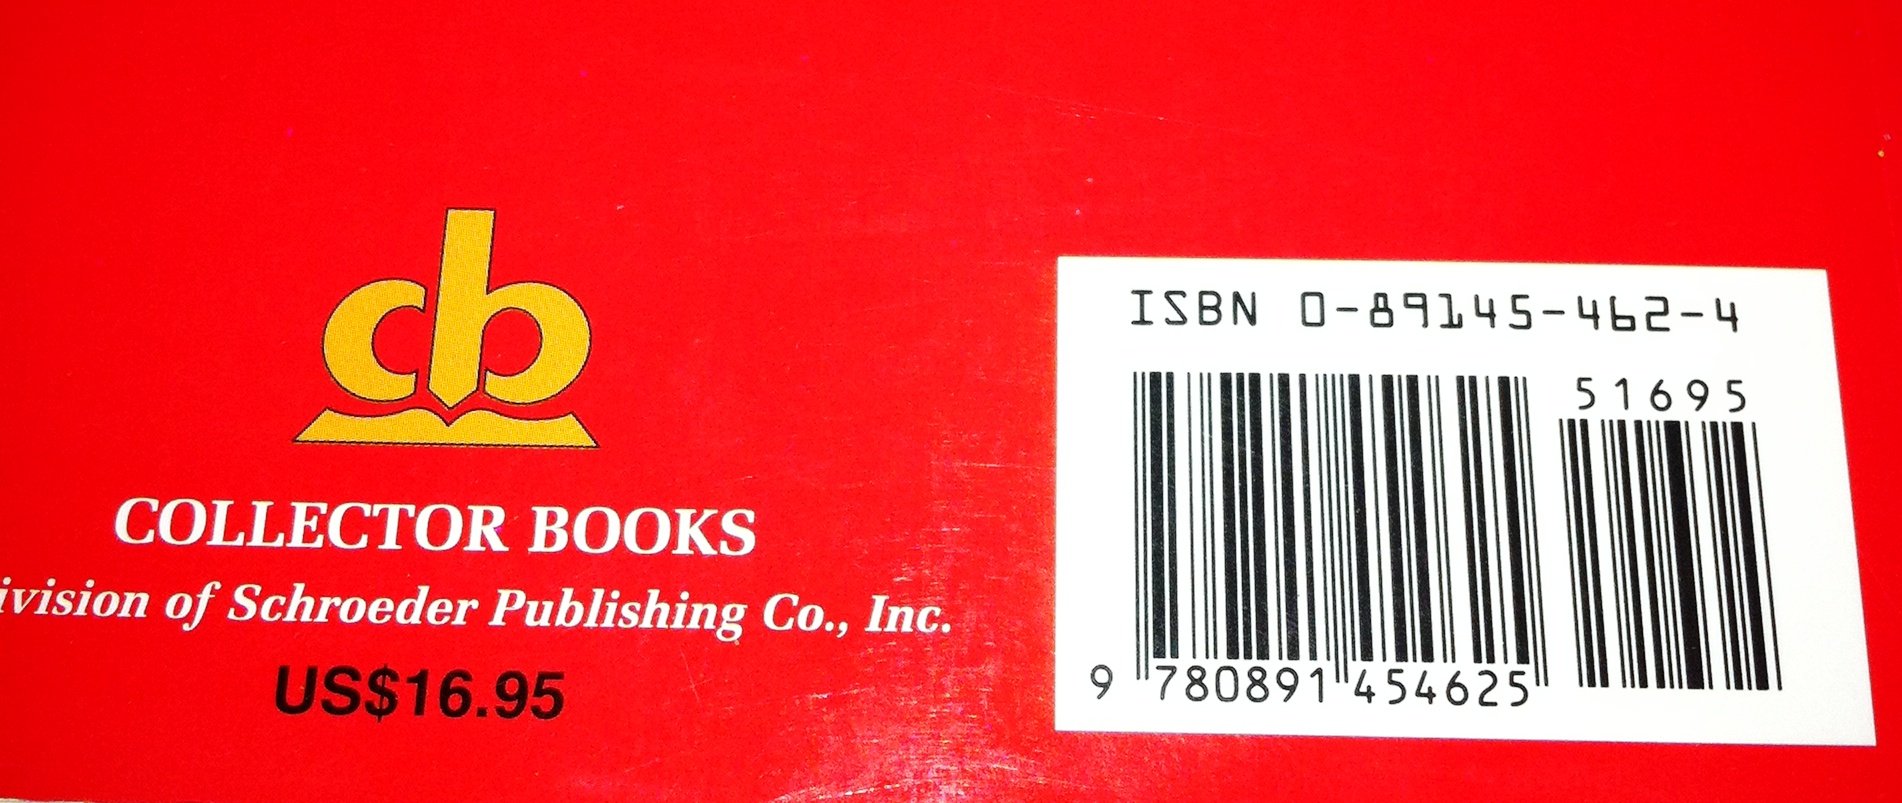 cb
COLLECTOR BOOKS
ivision of Schroeder Publishing Co., Inc.
US$16.95
ISBN 0-89145-462-4
51695
9 780891 454625